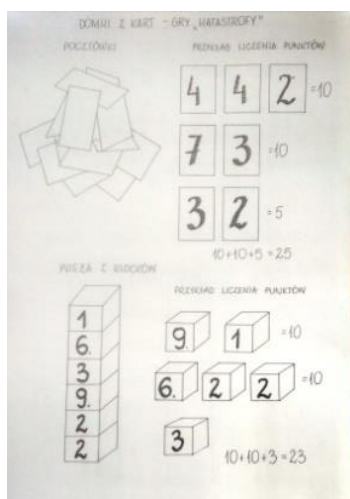 DOMKI Z KART - GRY „KATASTROFY"
POCZTÓWKI
PRZYKŁAD LICZENIA PUNKTÓW
4 4 2 =10
7 3 =10
3 2 =5
10+10+5=25
WIEŻA Z KLOCKÓW
PRZYKŁAD LICZENIA PUNKTÓW
1
6.
3
9.
2
2
9. 1 =10
6. 2 2 =10
3
10+10+3=23